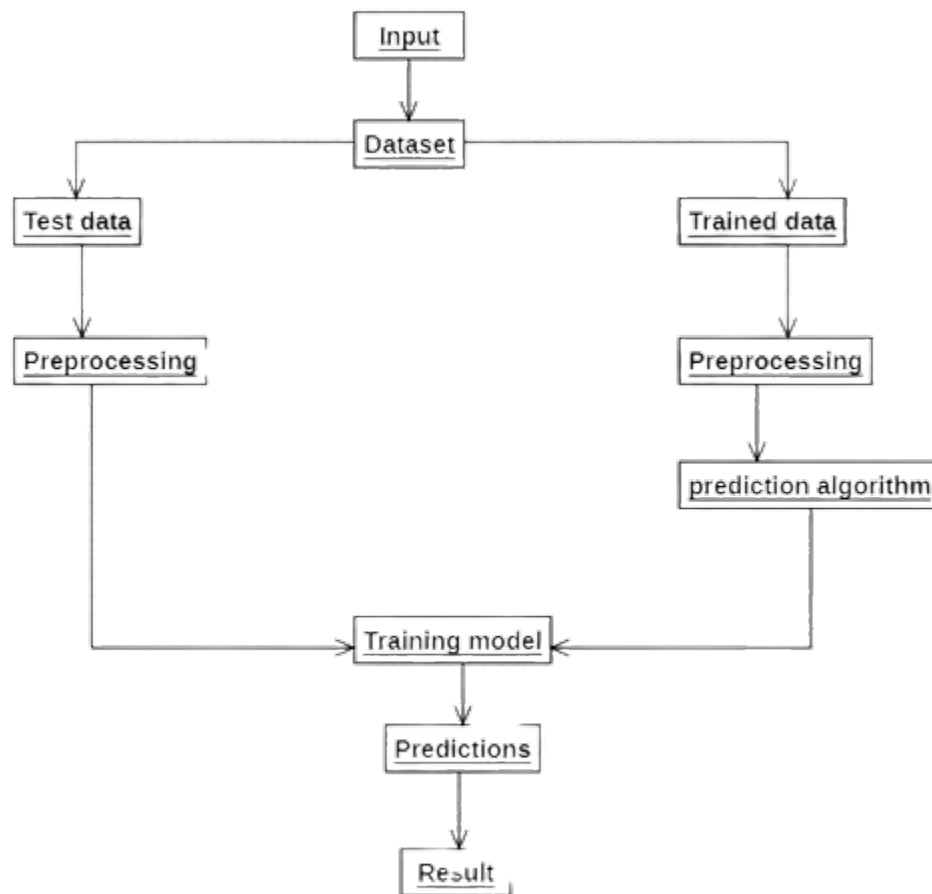 Input
Dataset
Test data
Trained data
Preprocessing
Preprocessing
prediction algorithm
Training model
Predictions
Result